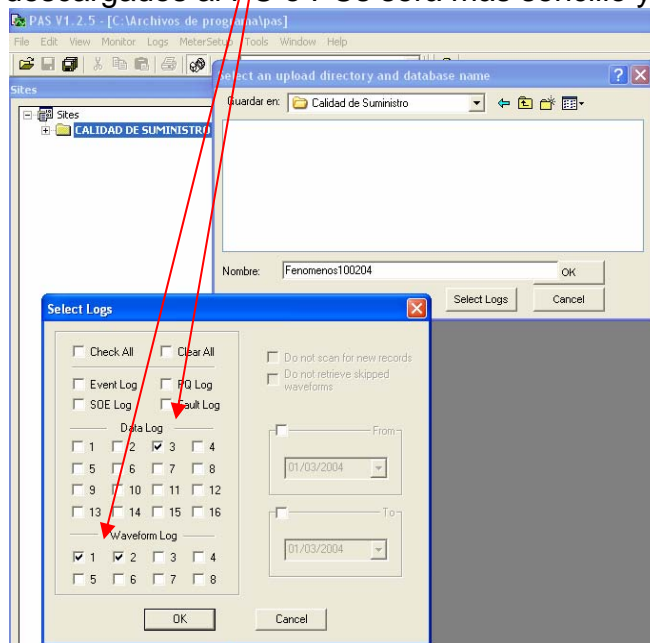 descargados al PC o PCs será más sencillo y
PAS V1.2.5 - [C:\Archivos de programa\pas]
File Edit View Monitor Logs MeterSetup Tools Window Help
Select an upload directory and database name
Sites
Guardar en: Calidad de Suministro
Sites
CALIDAD DE SUMINISTRO
Nombre: Fenomenos100204 OK
Select Logs Cancel
Select Logs
Check All Clear All
Do not scan for new records
Do not retrieve skipped
waveforms
Event Log PQ Log
SOE Log Fault Log
Data Log
From
1 2 3 4
5 6 7 8
01/03/2004
9 10 11 12
13 14 15 16
To
Waveform Log
1 2 3 4
01/03/2004
5 6 7 8
OK Cancel